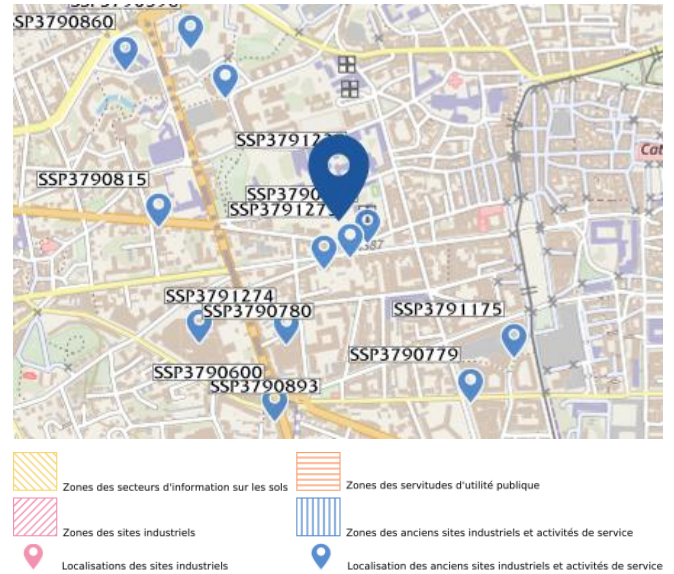 SSP3790860
SSP3790815
SSP3791274
SSP3790780
SSP3791175
SSP3790779
SSP3790600
SSP3790893
Zones des secteurs d'information sur les sols
Zones des servitudes d'utilité publique
Zones des sites industriels
Zones des anciens sites industriels et activités de service
Localisations des sites industriels
Localisation des anciens sites industriels et activités de service